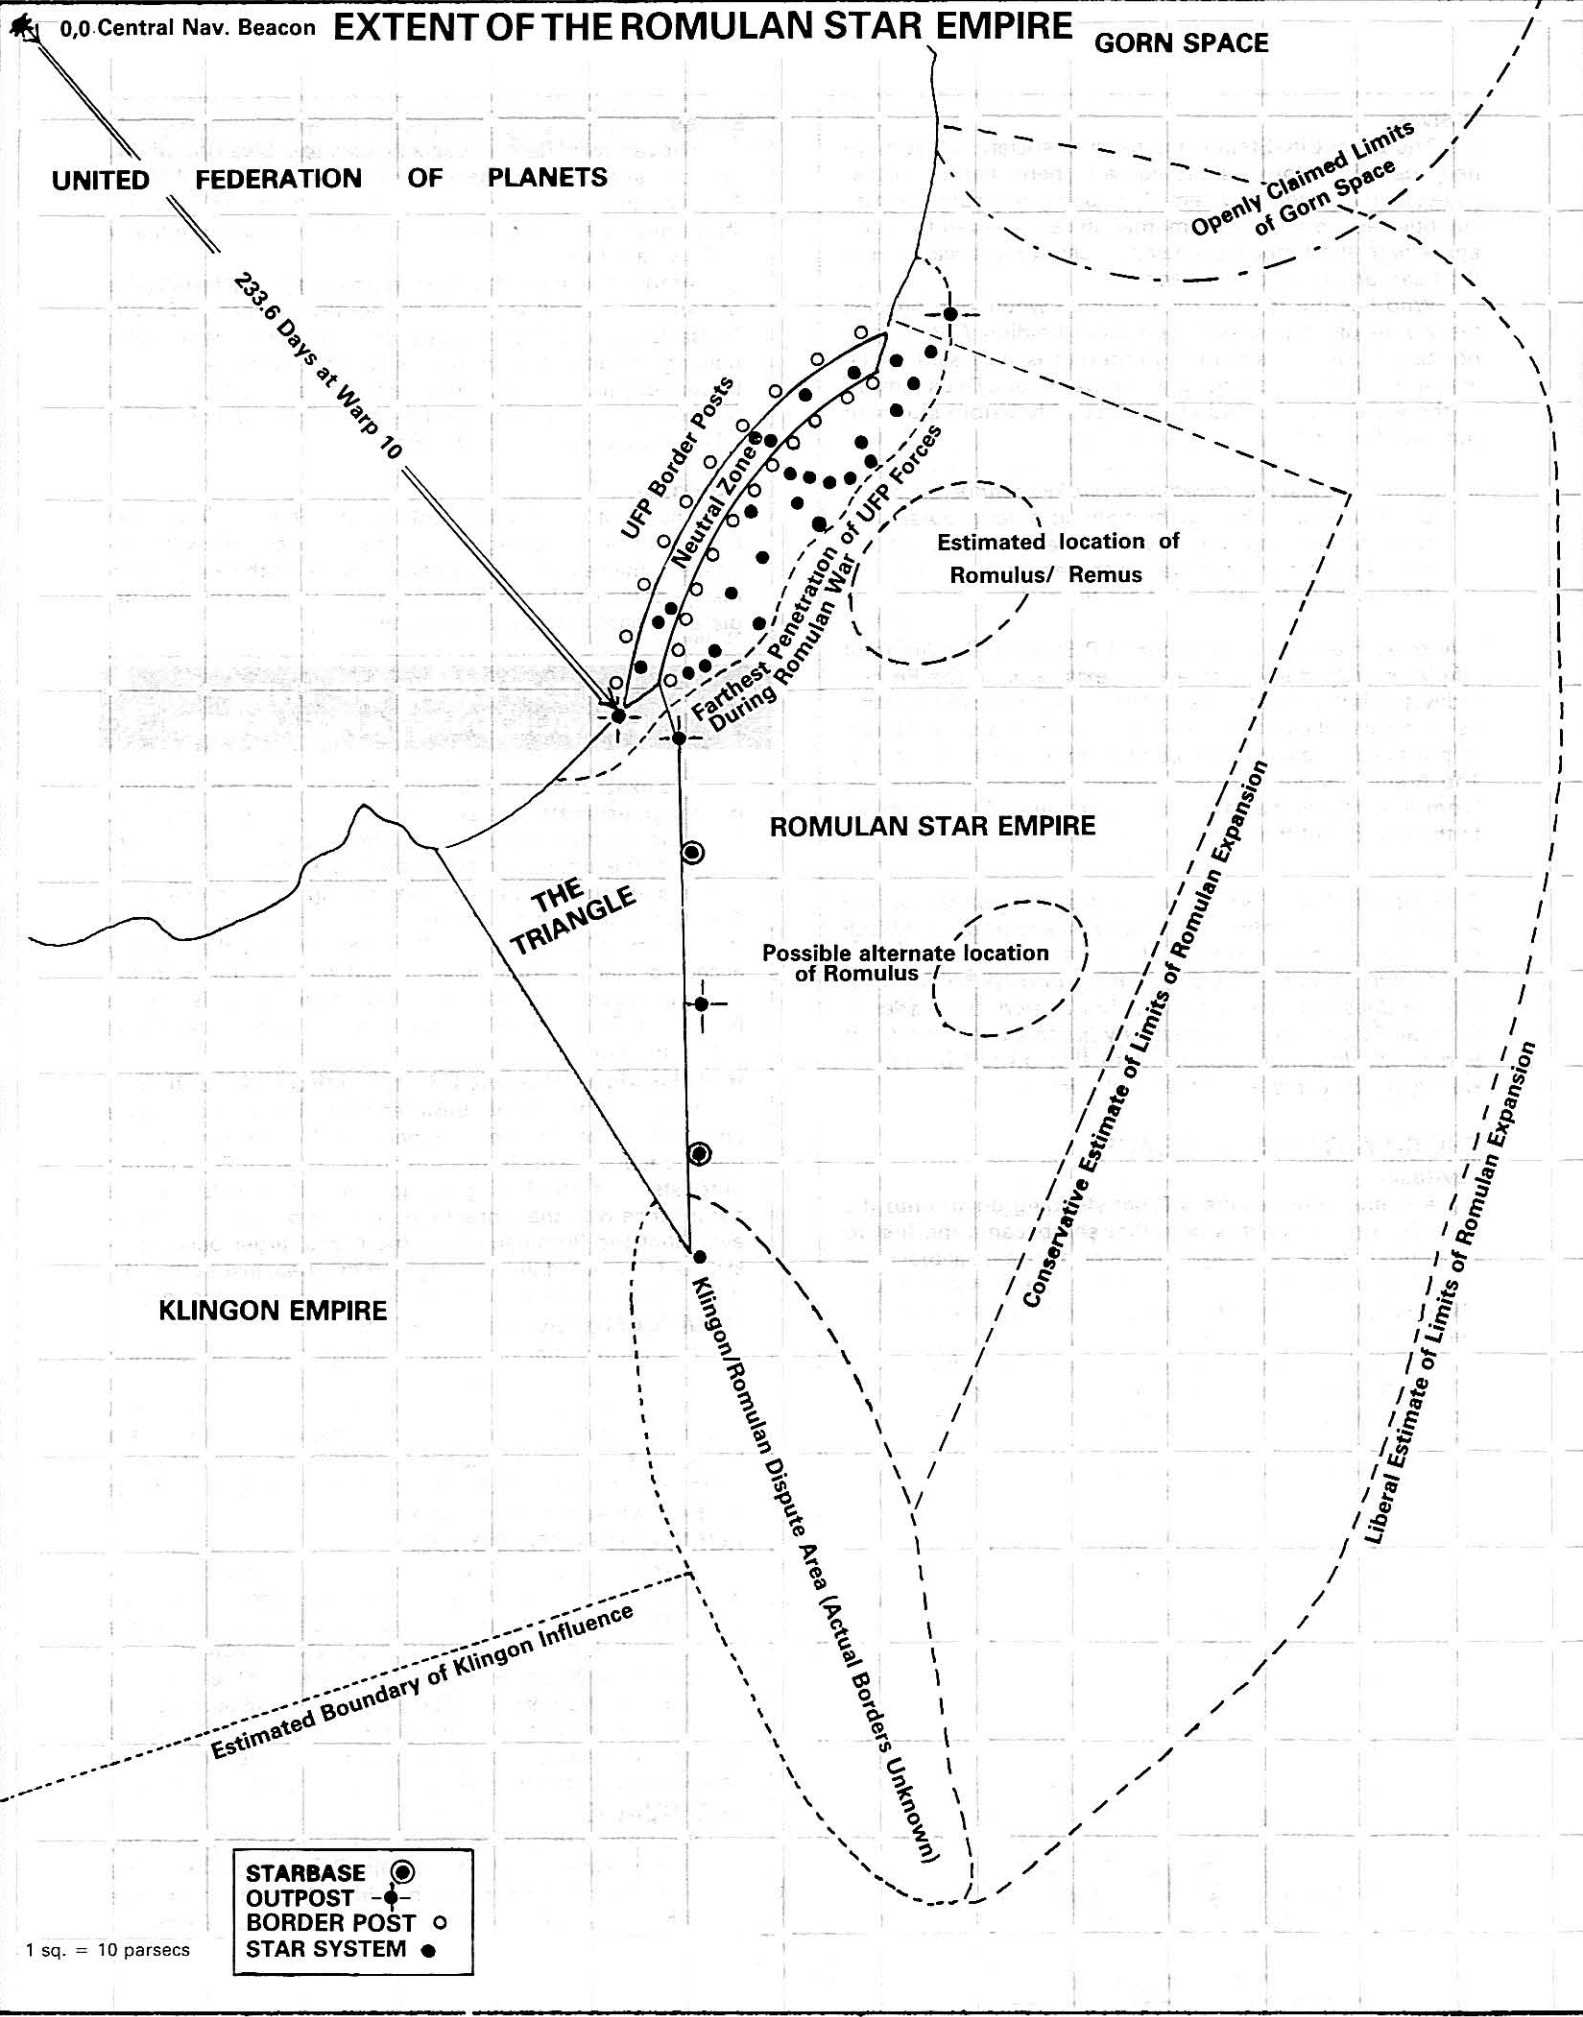 0,0 Central Nav. Beacon
EXTENT OF THE ROMULAN STAR EMPIRE
GORN SPACE
Openly Claimed Limits
of Gorn Space
UNITED FEDERATION OF PLANETS
233.6 Days at Warp 10
UFP Border Posts
Neutral Zone
Farthest Penetration of UFP Forces
During Romulan War
Estimated location of
Romulus/ Remus
ROMULAN STAR EMPIRE
THE
TRIANGLE
Possible alternate location
of Romulus
Conservative Estimate of Limits of Romulan Expansion
Liberal Estimate of Limits of Romulan Expansion
KLINGON EMPIRE
Klingon/Romulan Dispute Area (Actual Borders Unknown)
Estimated Boundary of Klingon Influence
STARBASE
OUTPOST
BORDER POST
STAR SYSTEM
1 sq. = 10 parsecs